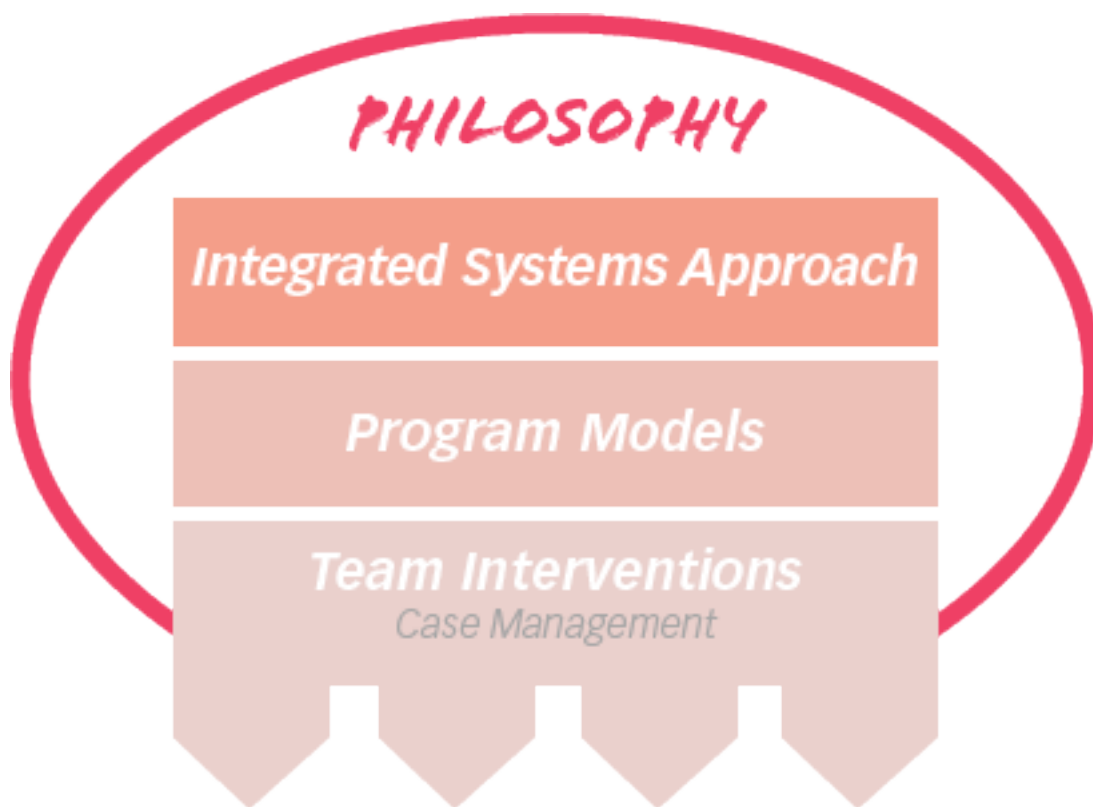 PHILOSOPHY
Integrated Systems Approach
Program Models
Team Interventions
Case Management